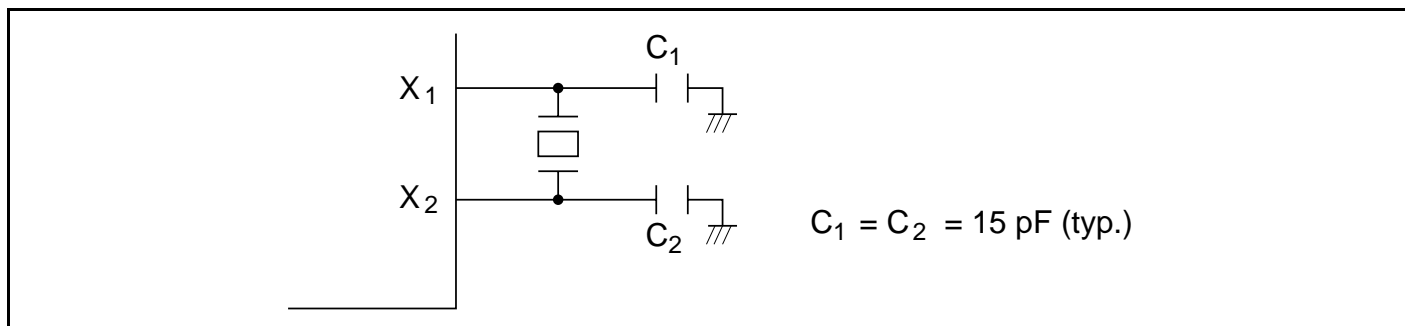 C₁
X₁
X₂
C₂
C₁ = C₂ = 15 pF (typ.)